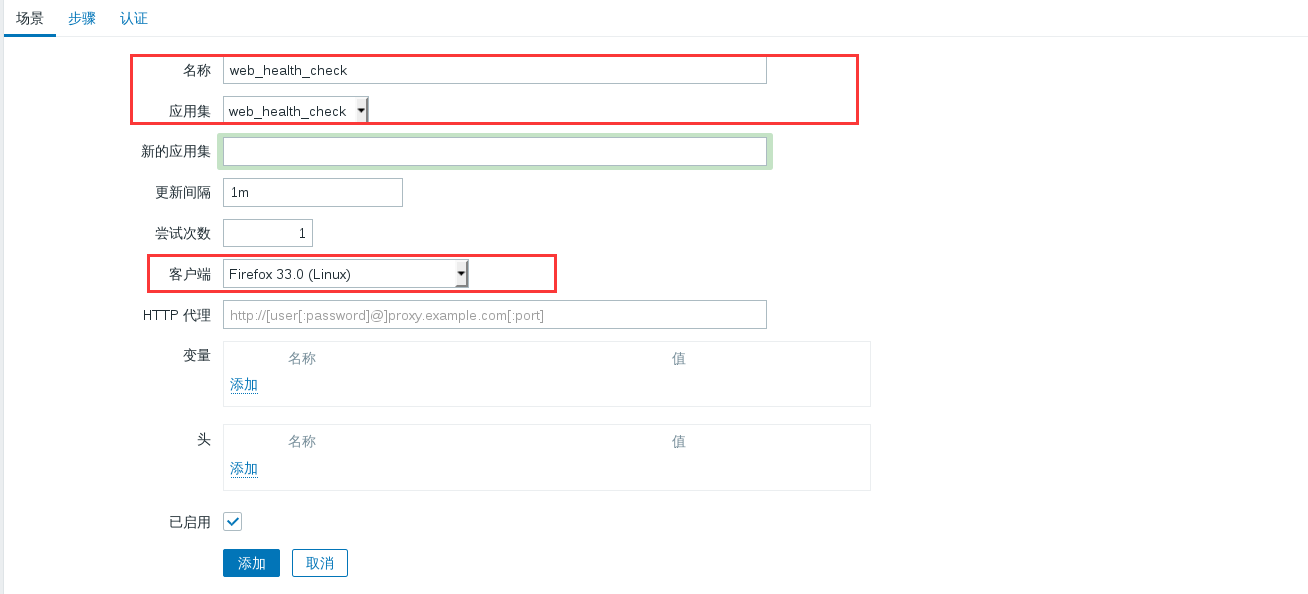 场景 步骤 认证
名称 web_health_check
应用集 web_health_check
新的应用集
更新间隔 1m
尝试次数 1
客户端 Firefox 33.0 (Linux)
HTTP 代理 http://[user[:password]@]proxy.example.com[:port]
变量 名称 值
添加
头 名称 值
添加
已启用
添加 取消